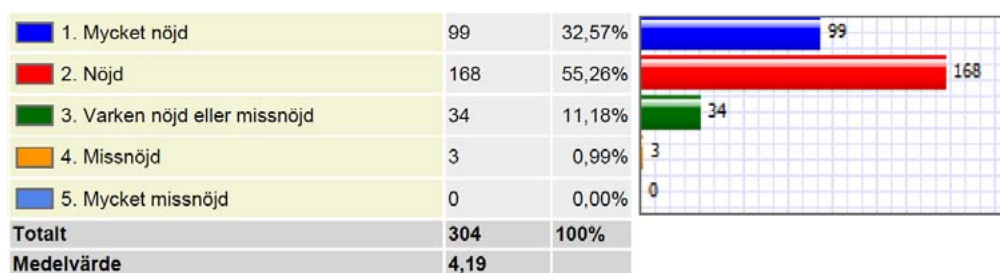 1. Mycket nöjd 99 32,57% 99
2. Nöjd 168 55,26% 168
3. Varken nöjd eller missnöjd 34 11,18% 34
4. Missnöjd 3 0,99% 3
5. Mycket missnöjd 0 0,00% 0
Totalt 304 100%
Medelvärde 4,19